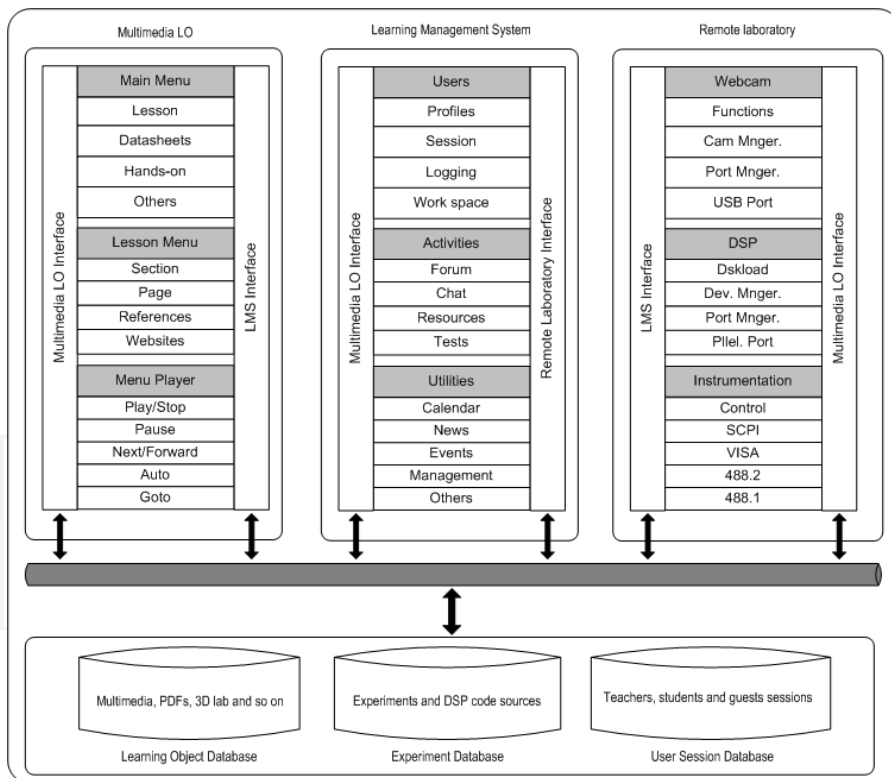 Multimedia LO
Multimedia LO Interface
Main Menu
Lesson
Datasheets
Hands-on
Others
Lesson Menu
Section
Page
References
Websites
Menu Player
Play/Stop
Pause
Next/Forward
Auto
Goto
LMS Interface
Learning Management System
Multimedia LO Interface
Users
Profiles
Session
Logging
Work space
Activities
Forum
Chat
Resources
Tests
Utilities
Calendar
News
Events
Management
Others
Remote Laboratory Interface
Remote laboratory
LMS Interface
Webcam
Functions
Cam Mnger.
Port Mnger.
USB Port
DSP
Dskload
Dev. Mnger.
Port Mnger.
Pllel. Port
Instrumentation
Control
SCPI
VISA
488.2
488.1
Multimedia LO Interface
Multimedia, PDFs, 3D lab and so on
Learning Object Database
Experiments and DSP code sources
Experiment Database
Teachers, students and guests sessions
User Session Database